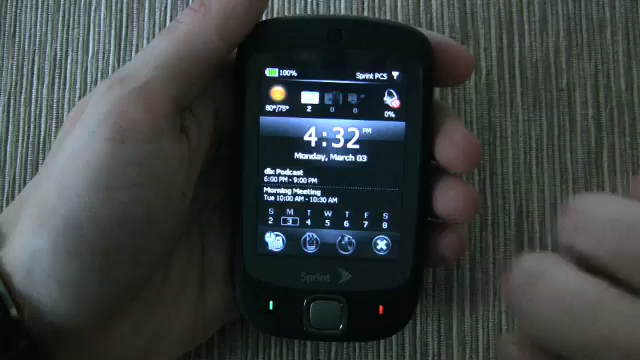 100% Sprint PCS
80°/75° 2 0 0 0%
4:32 PM
Monday, March 03
6:00 PM - 9:00 PM
Morning Meeting
Tue 10:00 AM - 10:30 AM
S M T W T F S
2 3 4 5 6 7 8
Sprint